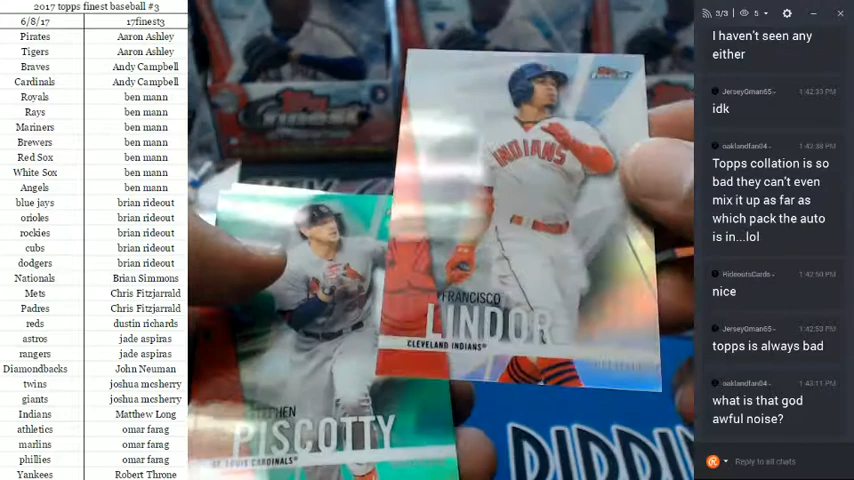 2017 topps finest baseball #3
6/8/17 17finest3
Pirates Aaron Ashley
Tigers Aaron Ashley
Braves Andy Campbell
Cardinals Andy Campbell
Royals ben mann
Rays ben mann
Mariners ben mann
Brewers ben mann
Red Sox ben mann
White Sox ben mann
Angels ben mann
blue jays brian rideout
orioles brian rideout
rockies brian rideout
cubs brian rideout
dodgers brian rideout
Nationals Brian Simmons
Mets Chris Fitzjarrald
Padres Chris Fitzjarrald
reds dustin richards
astros jade aspiras
rangers jade aspiras
Diamondbacks John Neuman
twins joshua mcsherry
giants joshua mcsherry
Indians Matthew Long
athletics omar farag
marlins omar farag
phillies omar farag
Yankees Robert Throne
Topps
Finest
INDIANS
FRANCISCO
LINDOR
CLEVELAND INDIANS
STEPHEN
PISCOTTY
ST. LOUIS CARDINALS
3/3 5
I haven't seen any
either
JerseyGman65 1:42:33 PM
idk
oaklandfan04 1:42:38 PM
Topps collation is so
bad they can't even
mix it up as far as
which pack the auto
is in...lol
HideoutsCards 1:42:50 PM
nice
JerseyGman65 1:42:53 PM
topps is always bad
oaklandfan04 1:43:11 PM
what is that god
awful noise?
Reply to all chats